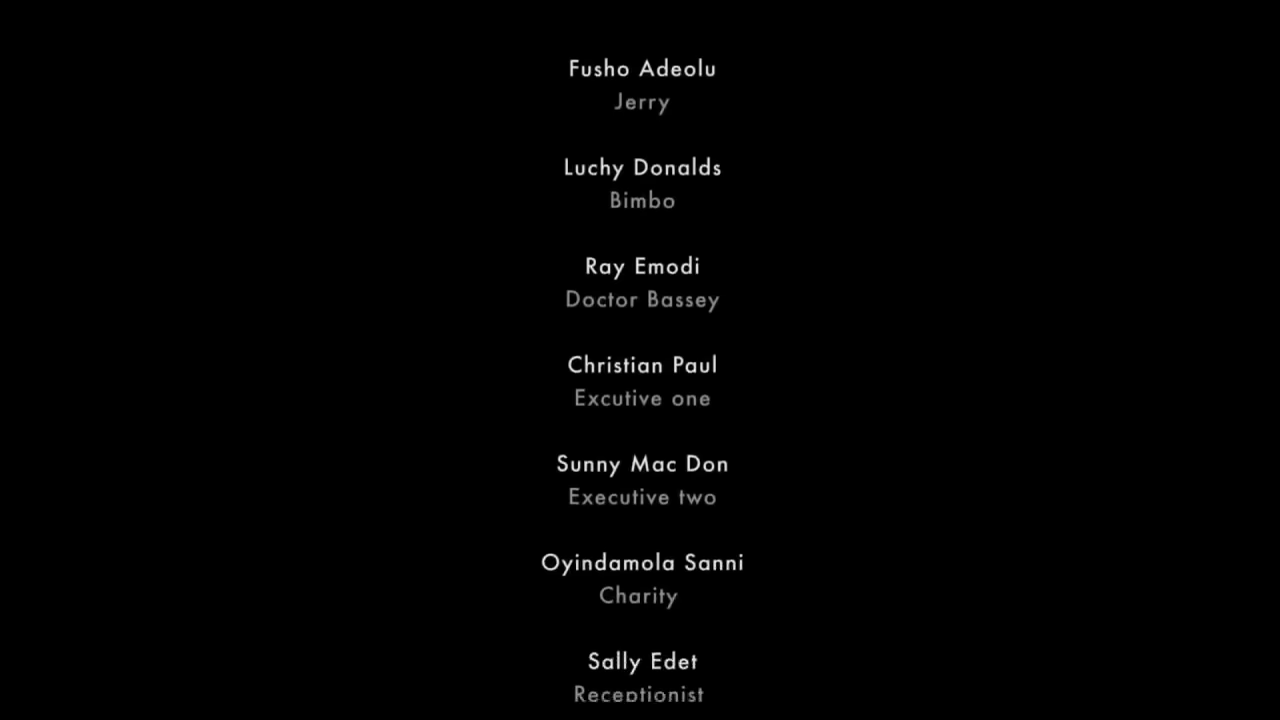 Fusho Adeolu
Jerry
Luchy Donalds
Bimbo
Ray Emodi
Doctor Bassey
Christian Paul
Excutive one
Sunny Mac Don
Executive two
Oyindamola Sanni
Charity
Sally Edet
Receptionist